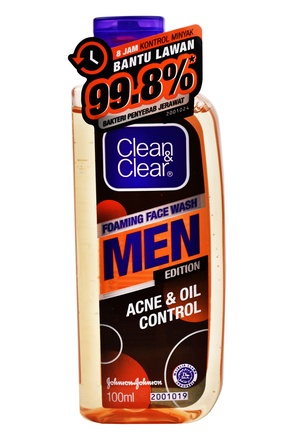 8 JAM KONTROL MINYAK
BANTU LAWAN
99.8%*
BAKTERI PENYEBAB JERAWAT
2001024
Clean
&
Clear®
FOAMING FACE WASH
MEN
EDITION
ACNE & OIL
CONTROL
Johnson&Johnson
100ml
2001019